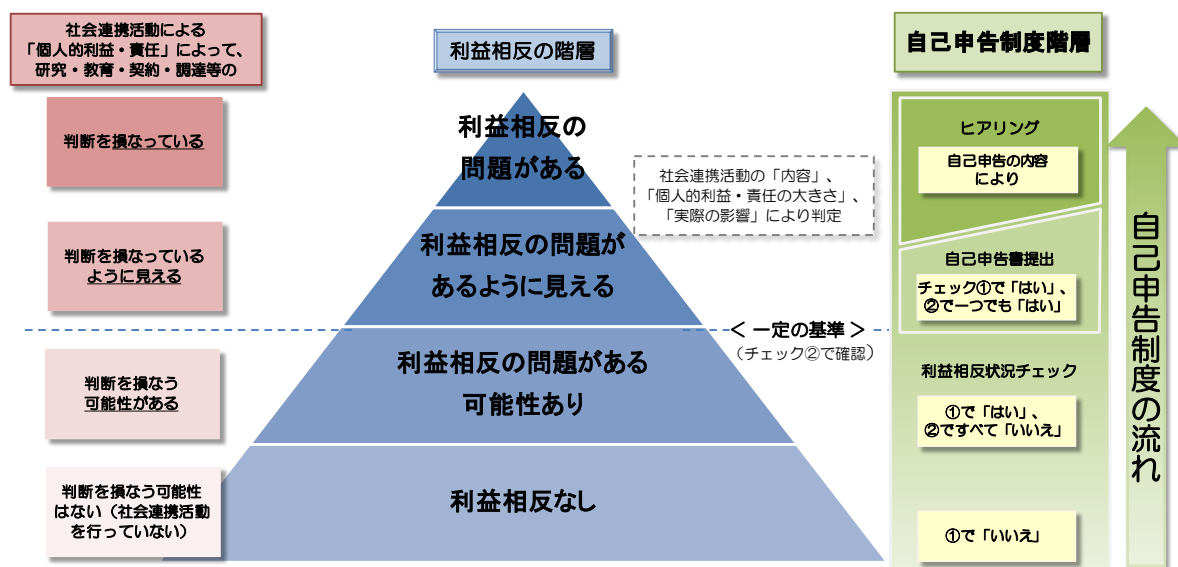 社会連携活動による
「個人的利益・責任」によって、
研究・教育・契約・調達等の
判断を損なっている
判断を損なっている
ように見える
判断を損なう
可能性がある
判断を損なう可能性
はない（社会連携活動
を行っていない）
利益相反の階層
利益相反の
問題がある
利益相反の問題が
あるように見える
利益相反の問題がある
可能性あり
利益相反なし
社会連携活動の「内容」、
「個人的利益・責任の大きさ」、
「実際の影響」により判定
＜ 一定の基準 ＞
（チェック②で確認）
自己申告制度階層
ヒアリング
自己申告の内容
により
自己申告書提出
チェック①で「はい」、
②で一つでも「はい」
利益相反状況チェック
①で「はい」、
②ですべて「いいえ」
①で「いいえ」
自己申告制度の流れ